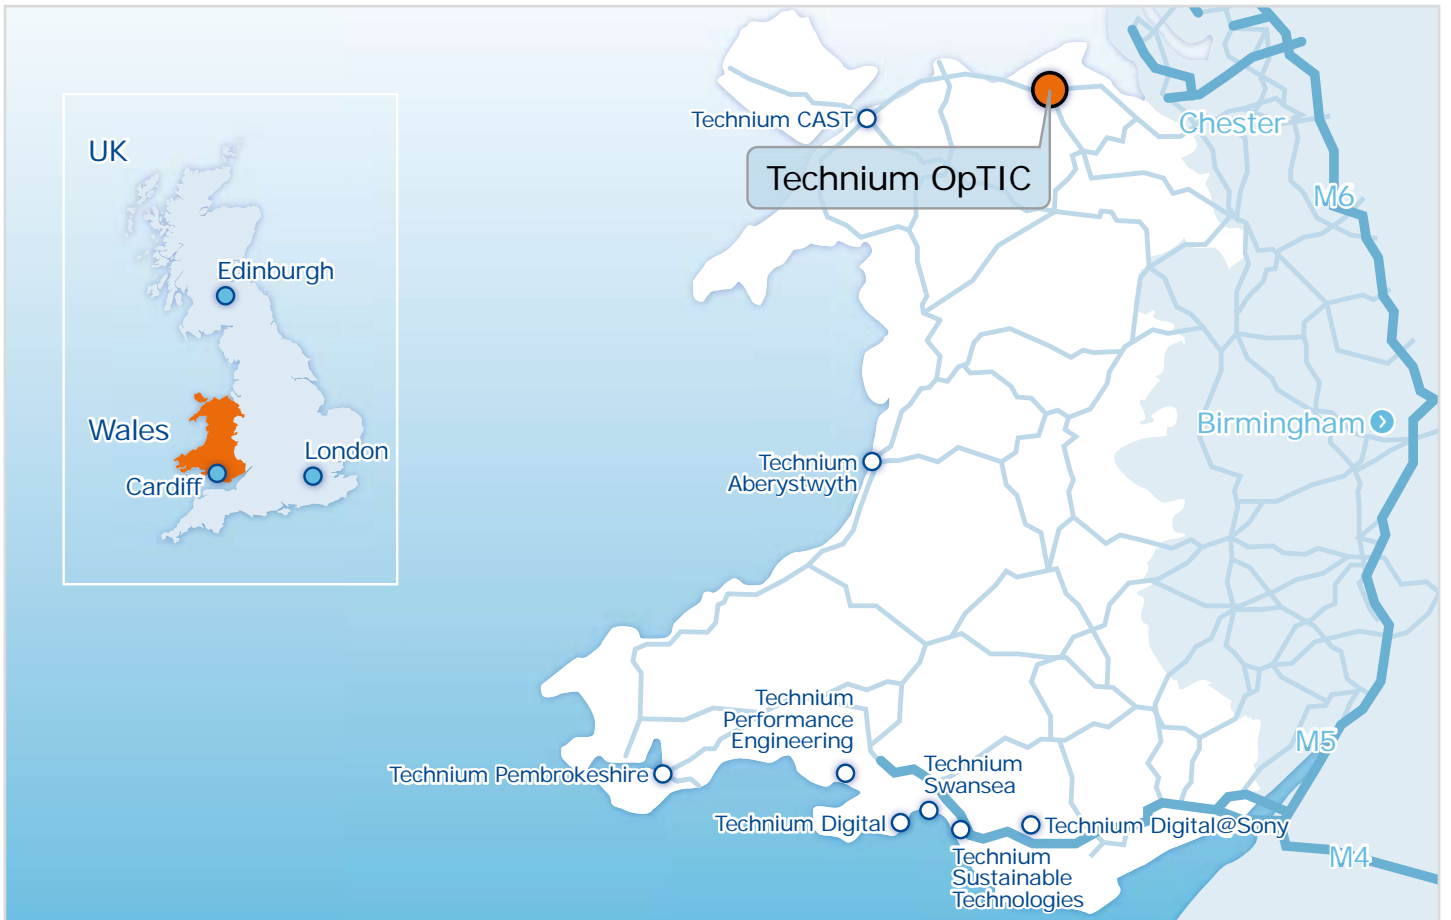 UK
Edinburgh
Wales
London
Cardiff
Technium CAST
Technium OpTIC
Chester
M6
Birmingham
Technium
Aberystwyth
Technium
Performance
Engineering
Technium Pembrokeshire
Technium Digital
Technium
Swansea
Technium Digital@Sony
Technium
Sustainable
Technologies
M5
M4